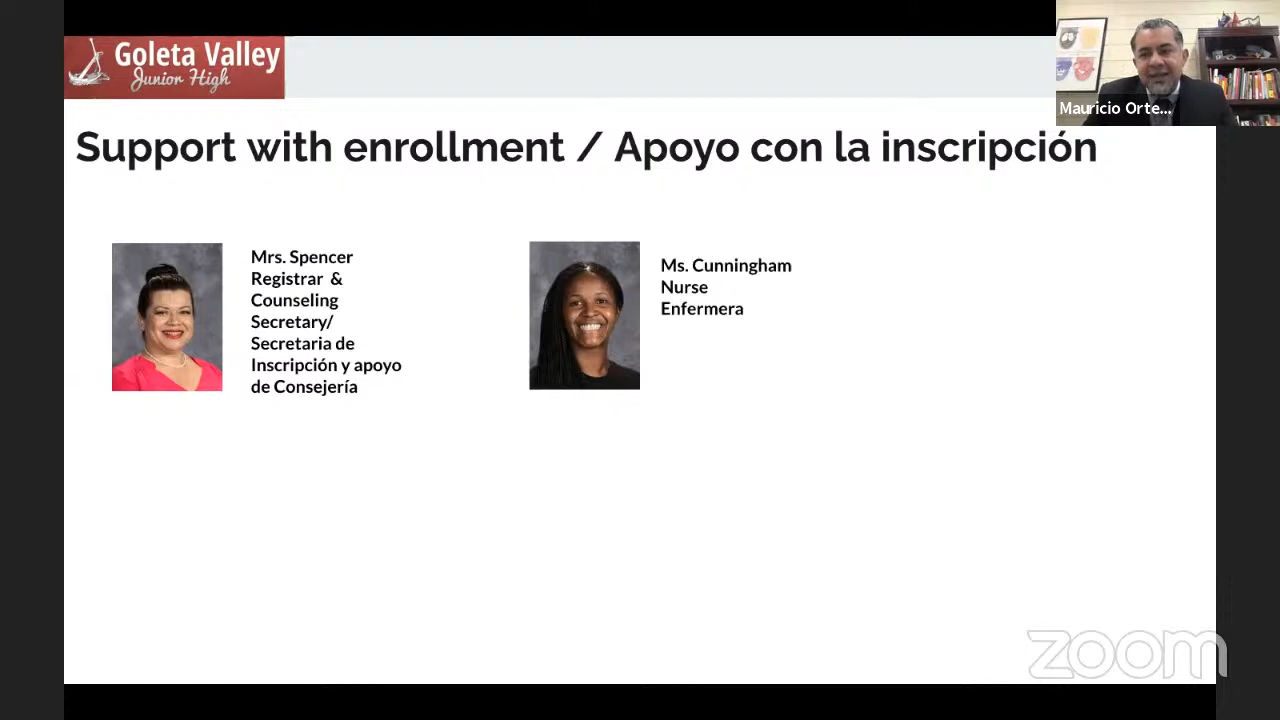 Goleta Valley
Junior High
Mauricio Orte...
Support with enrollment / Apoyo con la inscripción
Mrs. Spencer
Registrar &
Counseling
Secretary/
Secretaria de
Inscripción y apoyo
de Consejería
Ms. Cunningham
Nurse
Enfermera
zoom